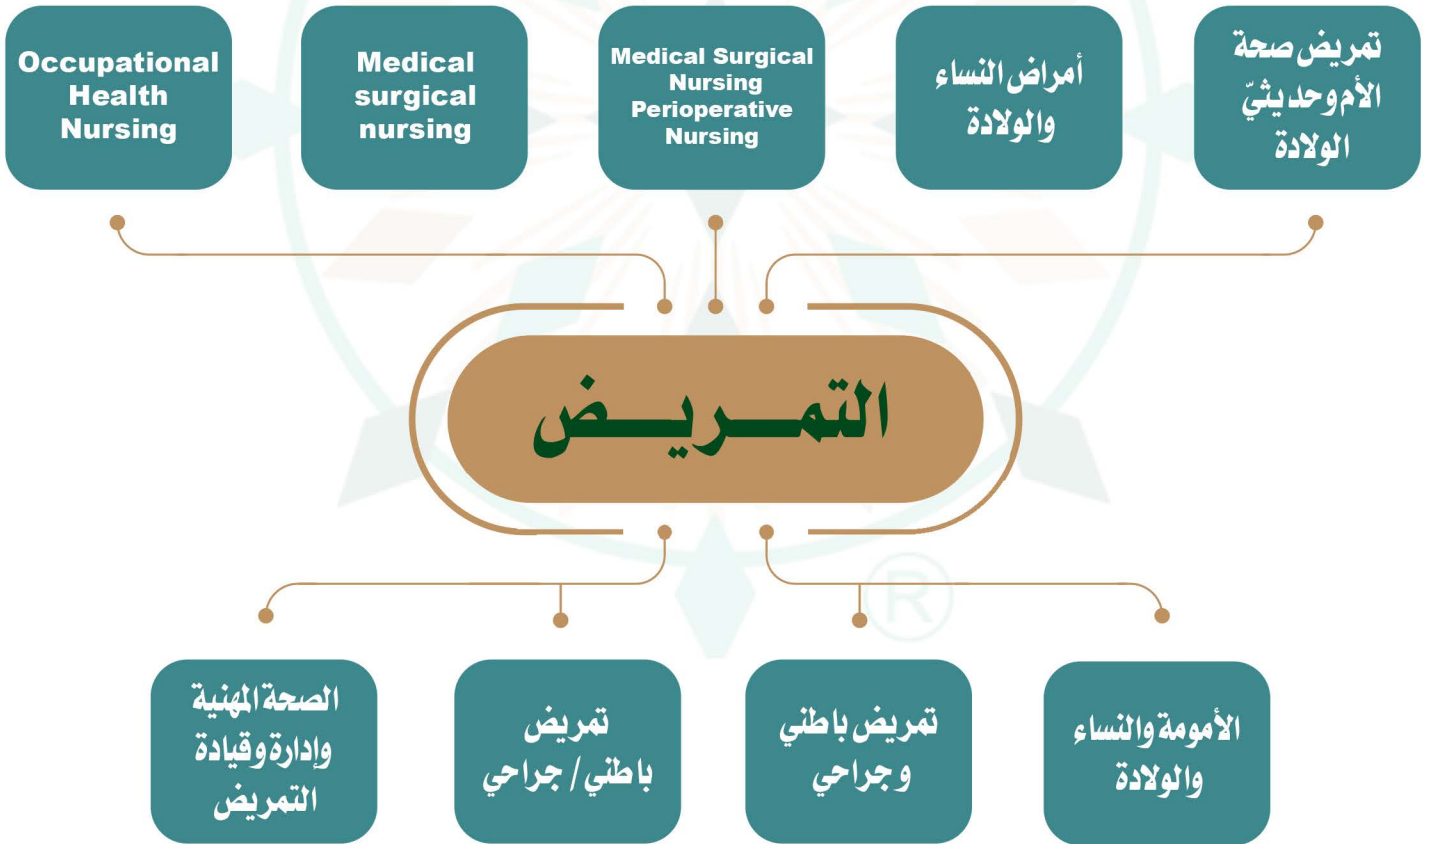 Occupational
Health
Nursing
Medical
surgical
nursing
Medical Surgical
Nursing
Perioperative
Nursing
أمراض النساء
والولادة
تمريض صحة
الأم وحديثيّ
الولادة
التمـــريـــض
الصحة المهنية
وإدارة وقيادة
التمريض
تمريض
باطني / جراحي
تمريض باطني
وجراحي
الأمومة والنساء
والولادة
®